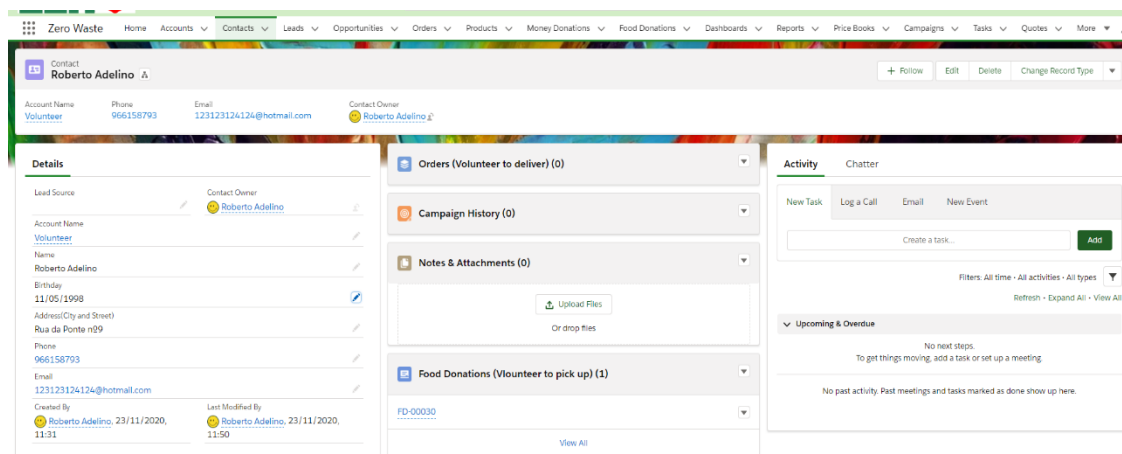 Zero Waste Home Accounts Contacts Leads Opportunities Orders Products Money Donations Food Donations Dashboards Reports Price Books Campaigns Tasks Quotes More
Contact
Roberto Adelino
+ Follow Edit Delete Change Record Type
Account Name Phone Email Contact Owner
Volunteer 966158793 123123124124@hotmail.com Roberto Adelino
Details
Lead Source Contact Owner
Roberto Adelino
Account Name
Volunteer
Name
Roberto Adelino
Birthday
11/05/1998
Address(City and Street)
Rua da Ponte nº9
Phone
966158793
Email
123123124124@hotmail.com
Created By Last Modified By
Roberto Adelino, 23/11/2020, Roberto Adelino, 23/11/2020,
11:31 11:50
Orders (Volunteer to deliver) (0)
Campaign History (0)
Notes & Attachments (0)
Upload Files
Or drop files
Food Donations (Vlounteer to pick up) (1)
FD-00030
View All
Activity Chatter
New Task Log a Call Email New Event
Create a task... Add
Filters: All time • All activities • All types
Refresh • Expand All • View All
Upcoming & Overdue
No next steps.
To get things moving, add a task or set up a meeting.
No past activity. Past meetings and tasks marked as done show up here.